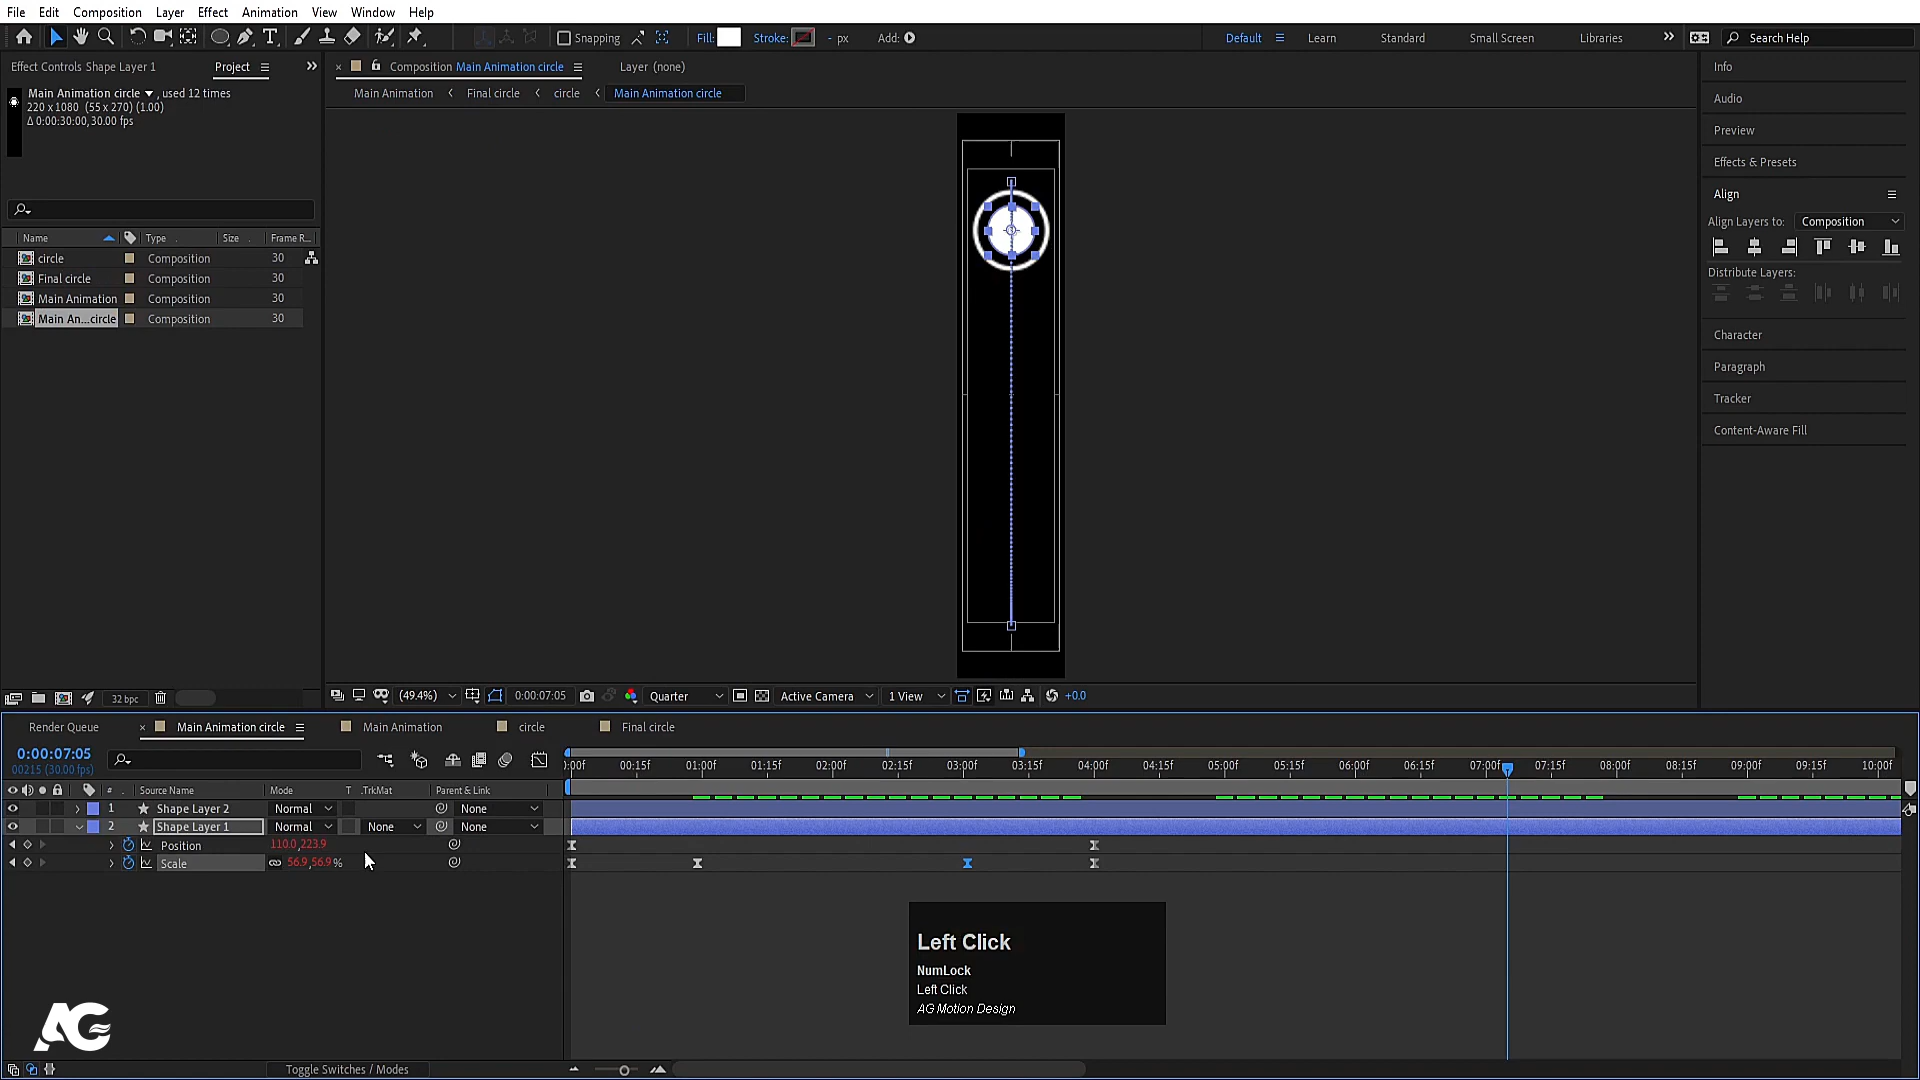 File Edit Composition Layer Effect Animation View Window Help
Snapping Fill: Stroke: - px Add: Default Learn Standard Small Screen Libraries Search Help
Effect Controls Shape Layer 1 Project Composition Main Animation circle Layer (none) Info
Main Animation circle , used 12 times Main Animation Final circle circle Main Animation circle
220 x 1080 (55 x 270) (1.00) Audio
Δ 0:00:30:00, 30.00 fps
Preview
Effects & Presets
Align
Align Layers to: Composition
Name Type Size Frame R...
circle Composition 30
Distribute Layers:
Final circle Composition 30
Main Animation Composition 30
Main An...circle Composition 30
Character
Paragraph
Tracker
Content-Aware Fill
32 bpc (49.4%) 0:00:07:05 Quarter Active Camera 1 View +0.0
Render Queue Main Animation circle Main Animation circle Final circle
0:00:07:05
00215 (30.00 fps) :00f 00:15f 01:00f 01:15f 02:00f 02:15f 03:00f 03:15f 04:00f 04:15f 05:00f 05:15f 06:00f 06:15f 07:00f 07:15f 08:00f 08:15f 09:00f 09:15f 10:00f
# Source Name Mode T .TrkMat Parent & Link
1 Shape Layer 2 Normal None
2 Shape Layer 1 Normal None None
Position 110.0,223.9
Scale 56.9,56.9%
Left Click
NumLock
Left Click
AG Motion Design
AG
Toggle Switches / Modes